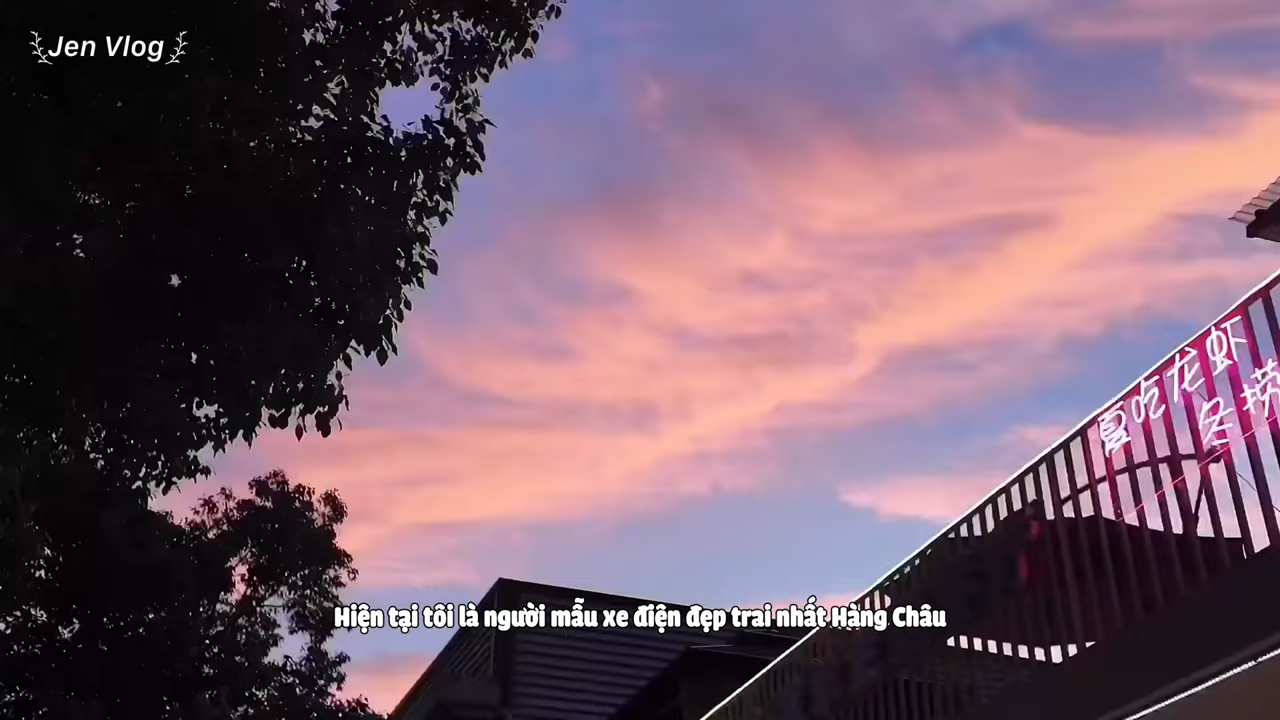 Jen Vlog
夏吃龙虾
冬捞
Hiện tại tôi là người mẫu xe điện đẹp trai nhất Hàng Châu